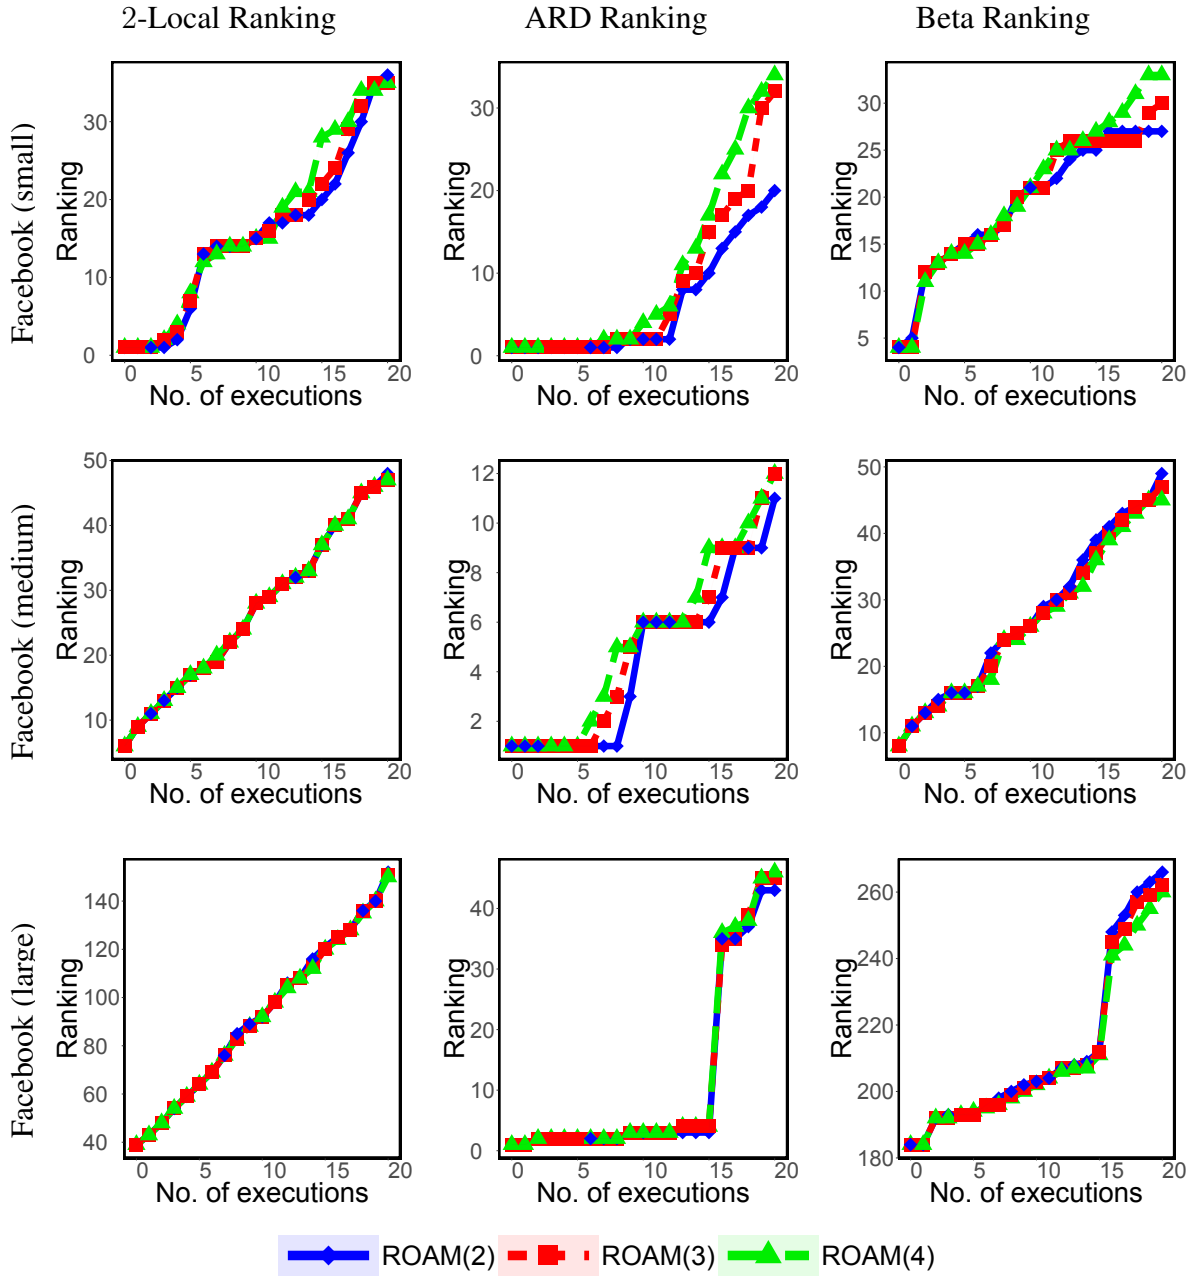 2-Local Ranking ARD Ranking Beta Ranking
Facebook (small)
Ranking
0
10
20
30
0 5 10 15 20
No. of executions
Ranking
0
10
20
30
0 5 10 15 20
No. of executions
Ranking
5
10
15
20
25
30
0 5 10 15 20
No. of executions
Facebook (medium)
Ranking
10
20
30
40
50
0 5 10 15 20
No. of executions
Ranking
2
4
6
8
10
12
0 5 10 15 20
No. of executions
Ranking
10
20
30
40
50
0 5 10 15 20
No. of executions
Facebook (large)
Ranking
40
60
80
100
120
140
0 5 10 15 20
No. of executions
Ranking
0
10
20
30
40
0 5 10 15 20
No. of executions
Ranking
180
200
220
240
260
0 5 10 15 20
No. of executions
ROAM(2) ROAM(3) ROAM(4)